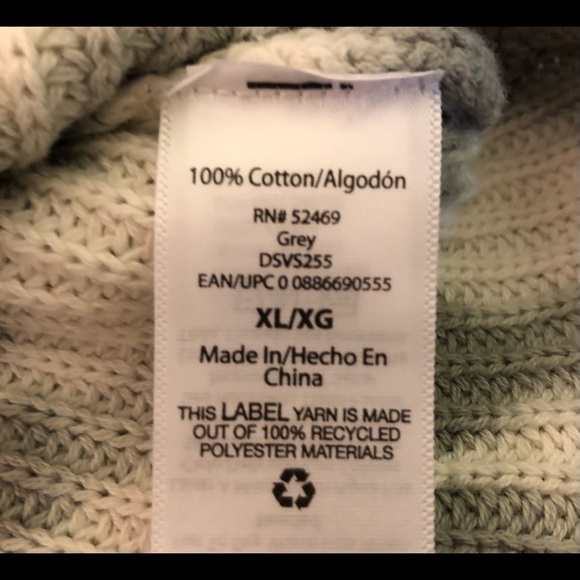 100% Cotton/Algodón
RN# 52469
Grey
DSVS255
EAN/UPC 0 0886690555
XL/XG
Made In/Hecho En
China
THIS LABEL YARN IS MADE
OUT OF 100% RECYCLED
POLYESTER MATERIALS